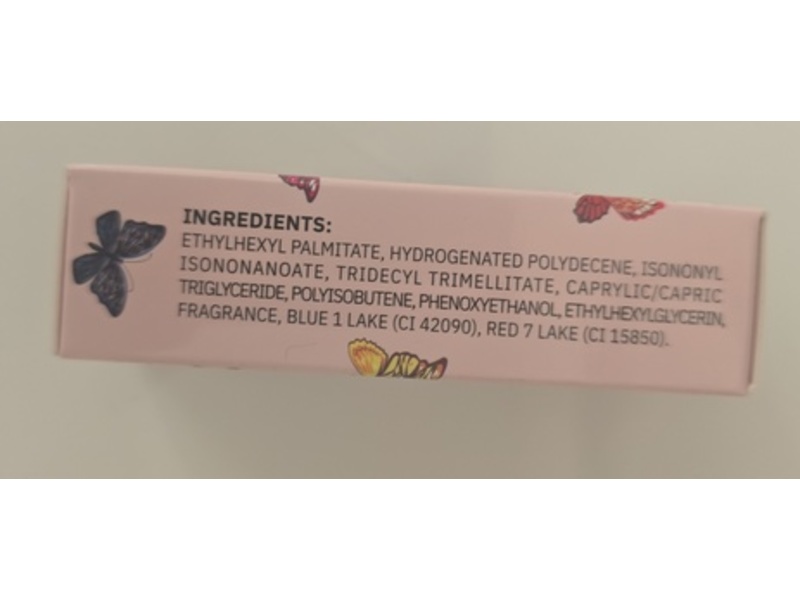 INGREDIENTS:
ETHYLHEXYL PALMITATE, HYDROGENATED POLYDECENE, ISONONYL
ISONONANOATE, TRIDECYL TRIMELLITATE, CAPRYLIC/CAPRIC
TRIGLYCERIDE, POLYISOBUTENE, PHENOXYETHANOL, ETHYLHEXYLGLYCERIN,
FRAGRANCE, BLUE 1 LAKE (CI 42090), RED 7 LAKE (CI 15850).